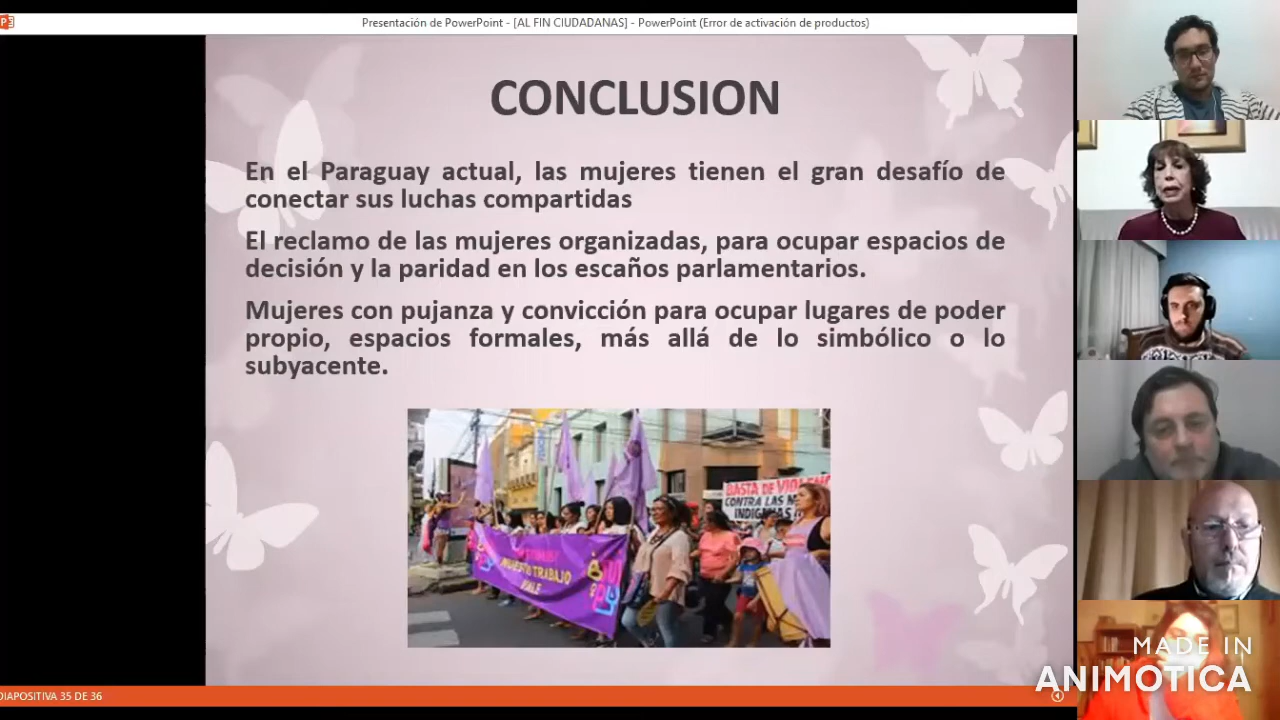 Presentación de PowerPoint - [AL FIN CIUDADANAS] - PowerPoint (Error de activación de productos)
CONCLUSION
En el Paraguay actual, las mujeres tienen el gran desafío de
conectar sus luchas compartidas
El reclamo de las mujeres organizadas, para ocupar espacios de
decisión y la paridad en los escaños parlamentarios.
Mujeres con pujanza y convicción para ocupar lugares de poder
propio, espacios formales, más allá de lo simbólico o lo
subyacente.
BASTA DE
CONTRA LAS
INDÍGENAS
TRABAJO
VALE
MADE IN
ANIMOTICA
DIAPOSITIVA 35 DE 36